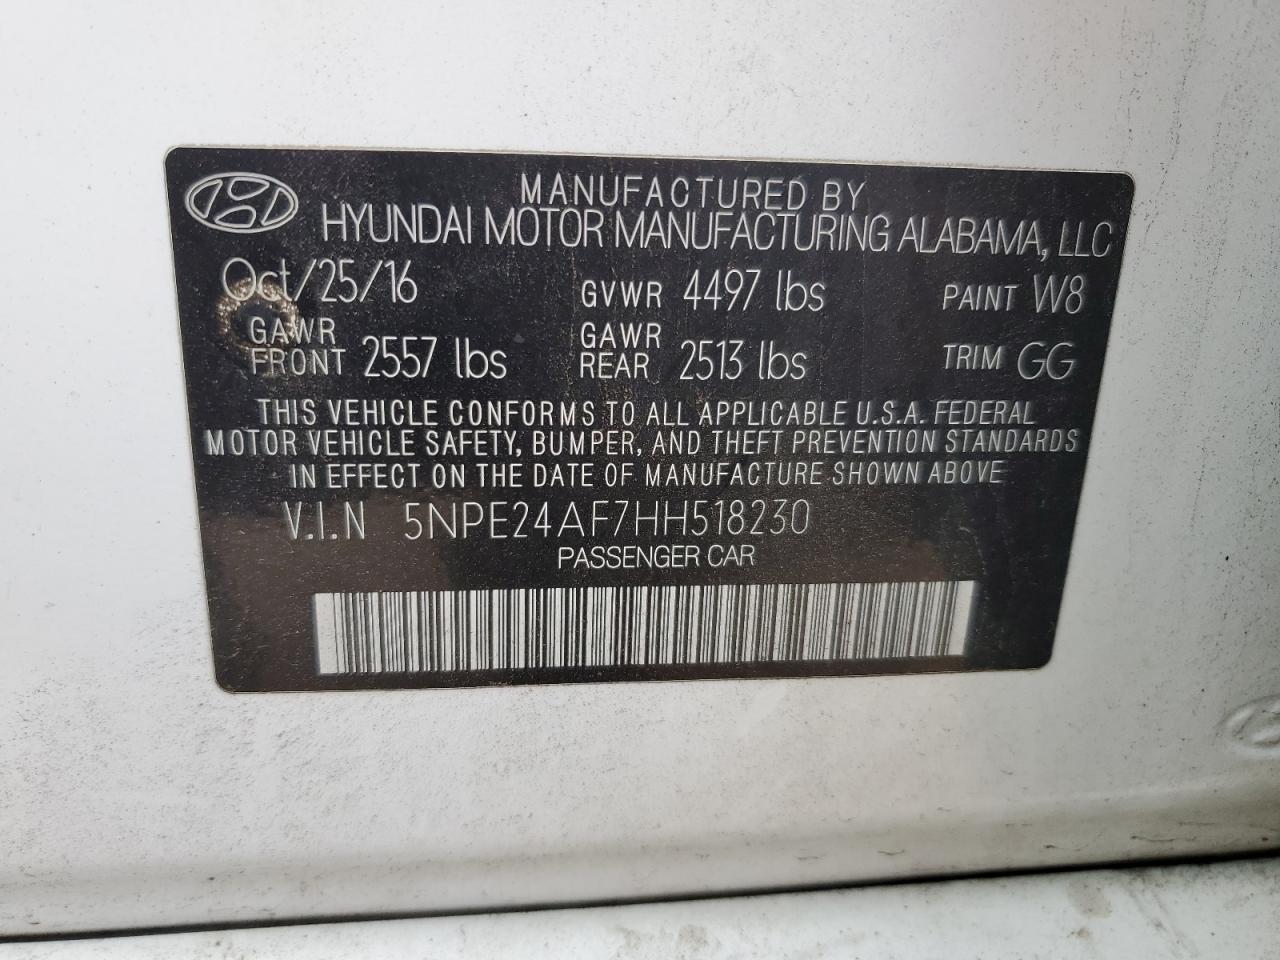 MANUFACTURED BY
HYUNDAI MOTOR MANUFACTURING ALABAMA, LLC
Oct/25/16 GVWR 4497 lbs PAINT W8
GAWR FRONT 2557 lbs GAWR REAR 2513 lbs TRIM GG
THIS VEHICLE CONFORMS TO ALL APPLICABLE U.S.A. FEDERAL
MOTOR VEHICLE SAFETY, BUMPER, AND THEFT PREVENTION STANDARDS
IN EFFECT ON THE DATE OF MANUFACTURE SHOWN ABOVE
V.I.N 5NPE24AF7HH518230
PASSENGER CAR